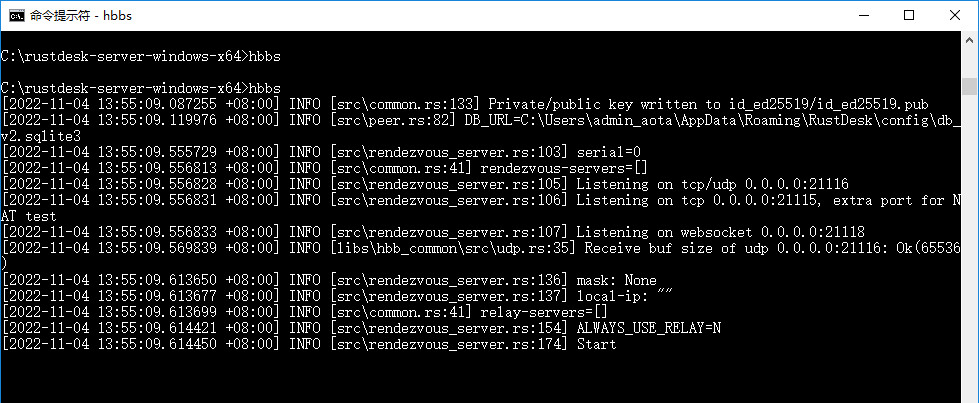 命令提示符 - hbbs
C:\rustdesk-server-windows-x64>hbbs
C:\rustdesk-server-windows-x64>hbbs
[2022-11-04 13:55:09.087255 +08:00] INFO [src\common.rs:133] Private/public key written to id_ed25519/id_ed25519.pub
[2022-11-04 13:55:09.119976 +08:00] INFO [src\peer.rs:82] DB_URL=C:\Users\admin_aota\AppData\Roaming\RustDesk\config\db_
v2.sqlite3
[2022-11-04 13:55:09.555729 +08:00] INFO [src\rendezvous_server.rs:103] serial=0
[2022-11-04 13:55:09.556813 +08:00] INFO [src\common.rs:41] rendezvous-servers=[]
[2022-11-04 13:55:09.556828 +08:00] INFO [src\rendezvous_server.rs:105] Listening on tcp/udp 0.0.0.0:21116
[2022-11-04 13:55:09.556831 +08:00] INFO [src\rendezvous_server.rs:106] Listening on tcp 0.0.0.0:21115, extra port for N
AT test
[2022-11-04 13:55:09.556833 +08:00] INFO [src\rendezvous_server.rs:107] Listening on websocket 0.0.0.0:21118
[2022-11-04 13:55:09.569839 +08:00] INFO [libs\hbb_common\src\udp.rs:35] Receive buf size of udp 0.0.0.0:21116: Ok(65536
)
[2022-11-04 13:55:09.613650 +08:00] INFO [src\rendezvous_server.rs:136] mask: None
[2022-11-04 13:55:09.613677 +08:00] INFO [src\rendezvous_server.rs:137] local-ip: ""
[2022-11-04 13:55:09.613699 +08:00] INFO [src\common.rs:41] relay-servers=[]
[2022-11-04 13:55:09.614421 +08:00] INFO [src\rendezvous_server.rs:154] ALWAYS_USE_RELAY=N
[2022-11-04 13:55:09.614450 +08:00] INFO [src\rendezvous_server.rs:174] Start